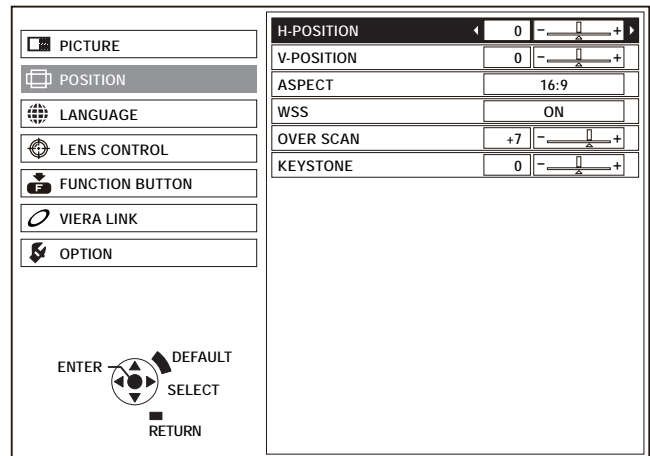 PICTURE
POSITION
LANGUAGE
LENS CONTROL
F FUNCTION BUTTON
VIERA LINK
OPTION
ENTER
DEFAULT
SELECT
RETURN
H-POSITION 0 - +
V-POSITION 0 - +
ASPECT 16:9
WSS ON
OVER SCAN +7 - +
KEYSTONE 0 - +